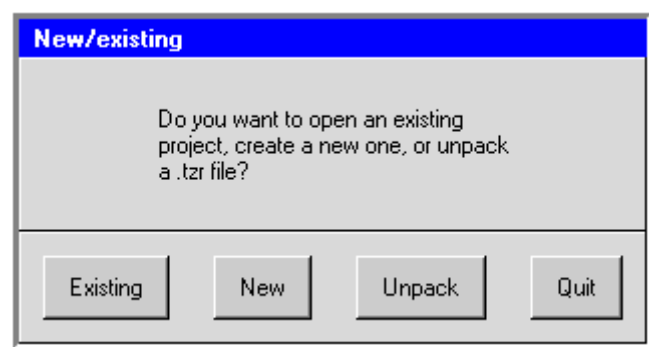 New/existing
Do you want to open an existing
project, create a new one, or unpack
a .tzr file?
Existing New Unpack Quit